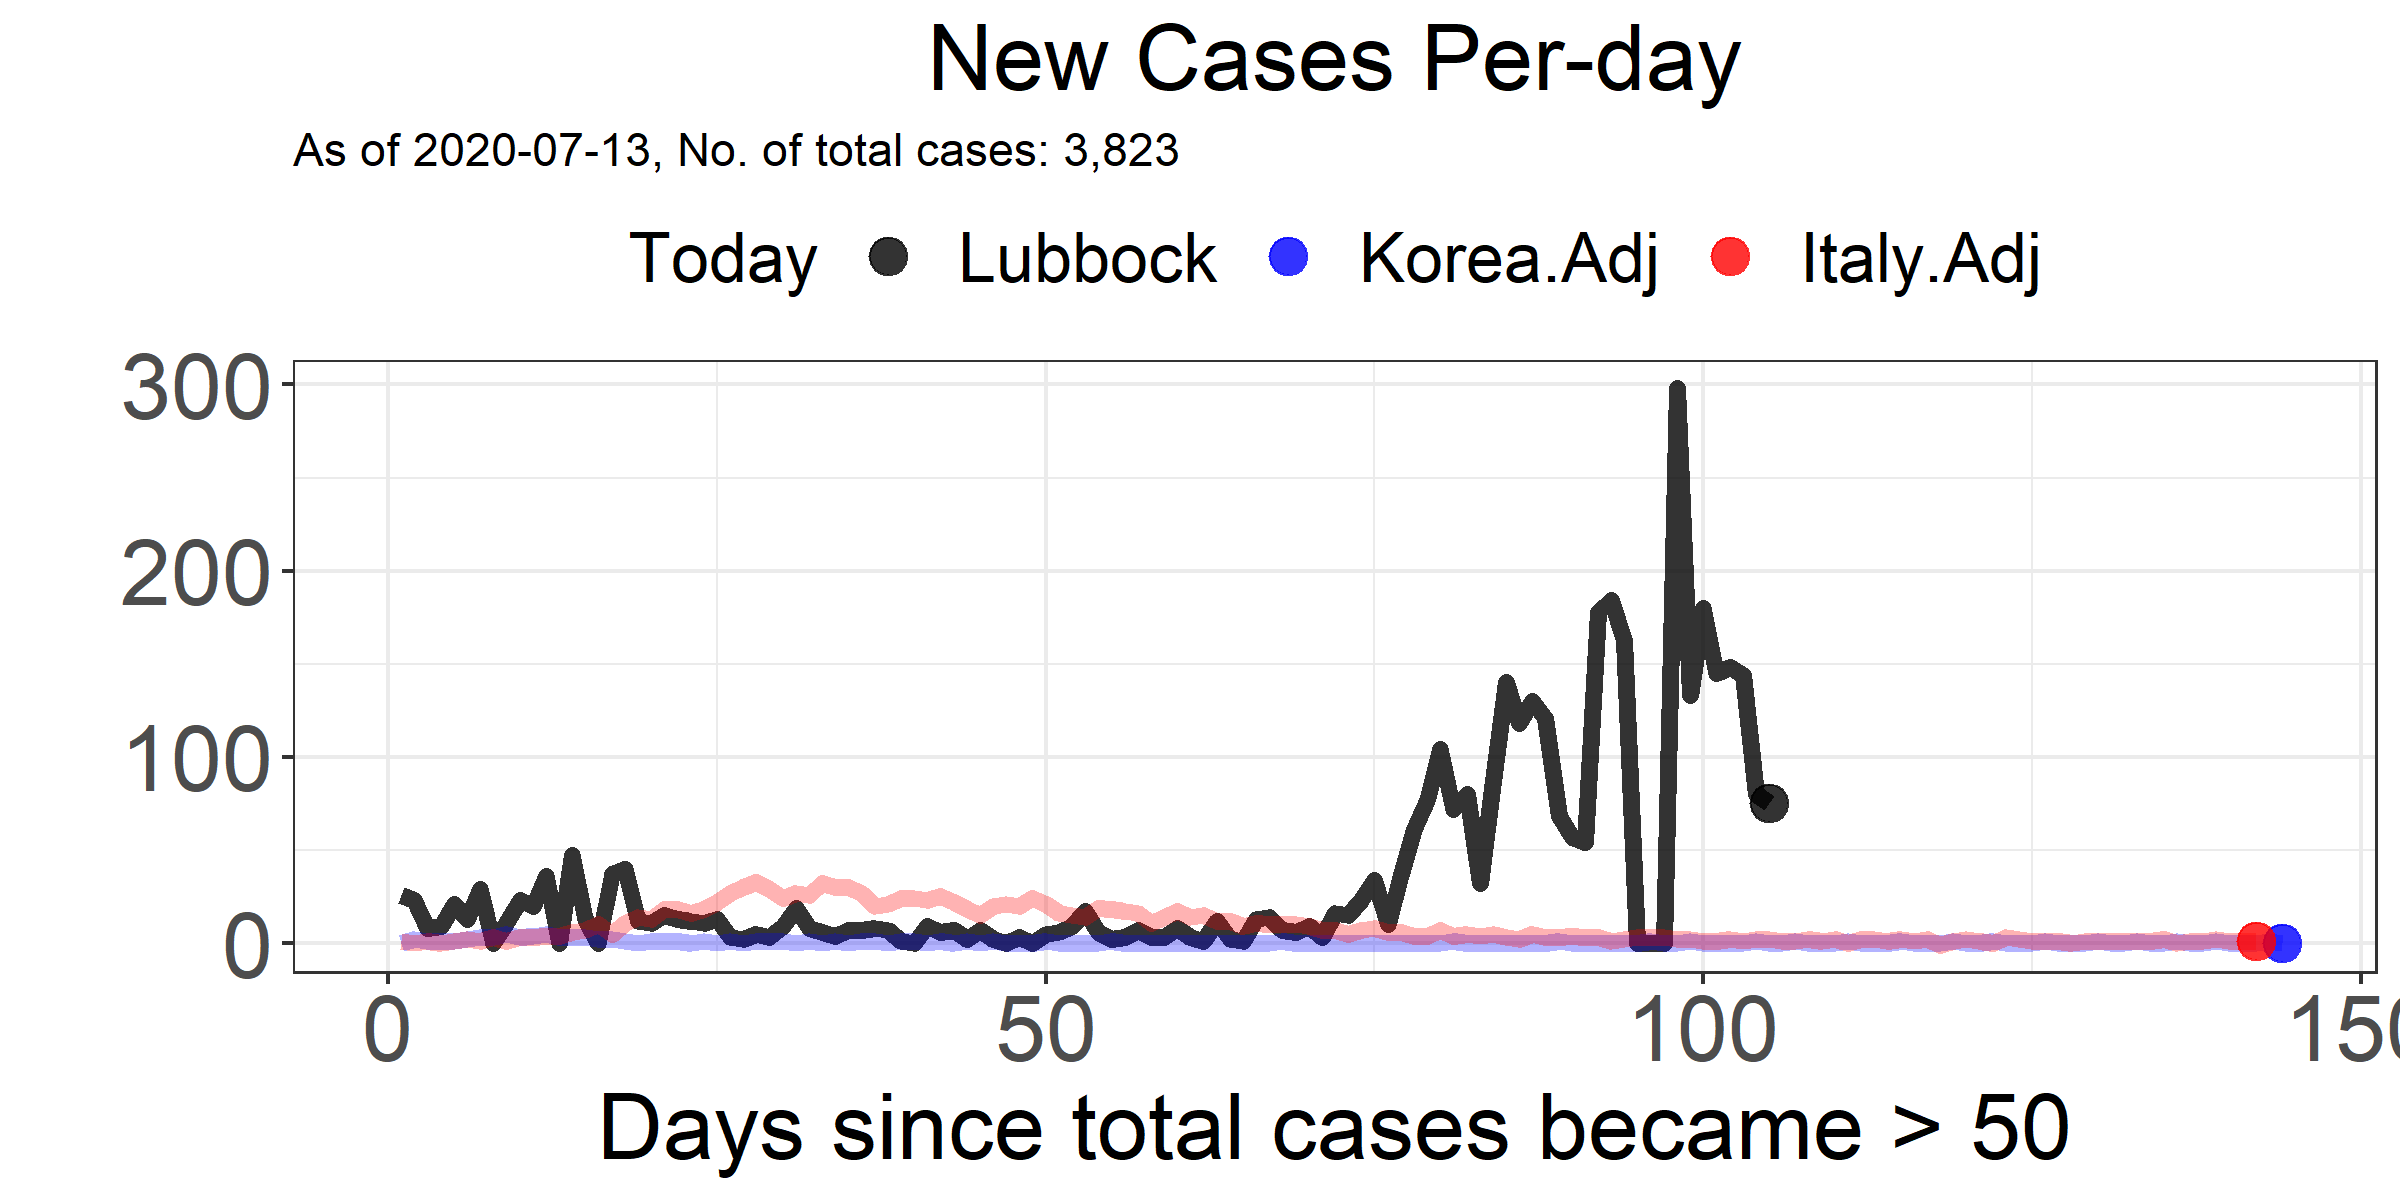 New Cases Per-day
As of 2020-07-13, No. of total cases: 3,823
Today Lubbock Korea.Adj Italy.Adj
300
200
100
0
0 50 100 150
Days since total cases became > 50